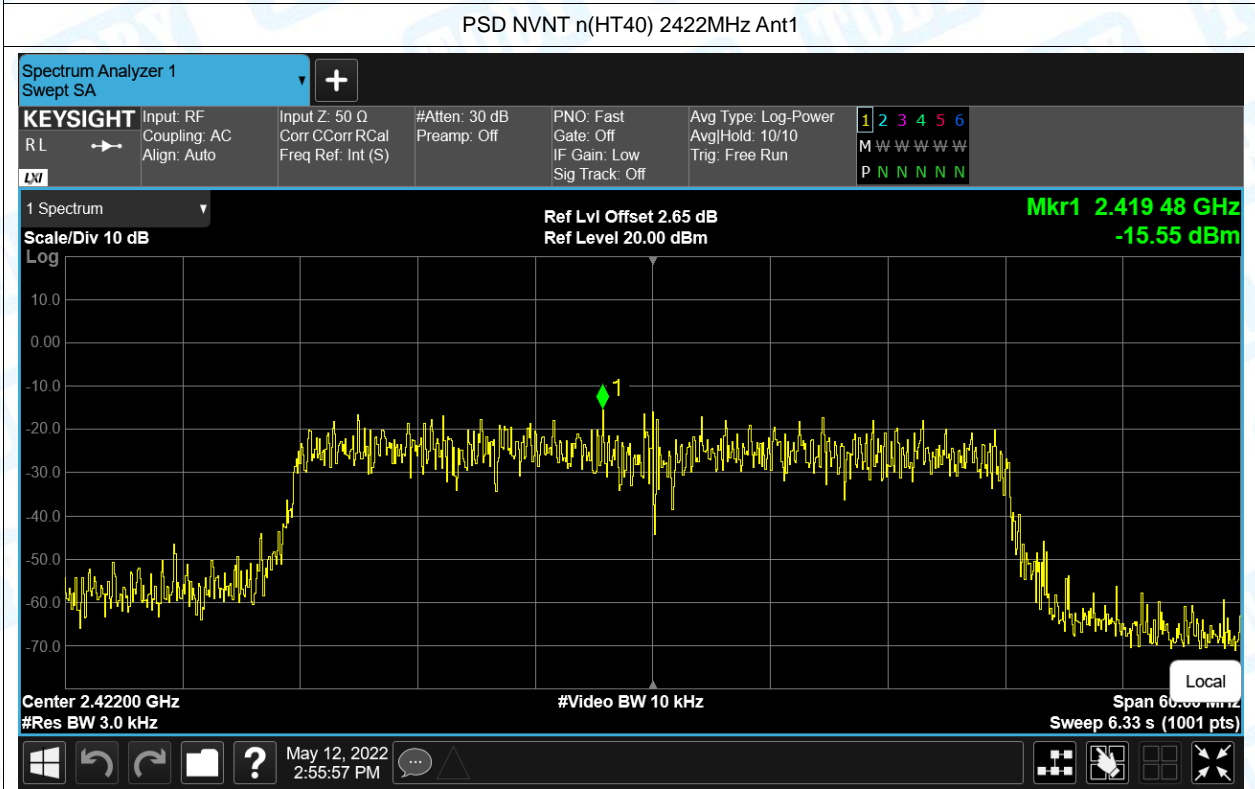 PSD NVNT n(HT40) 2422MHz Ant1
Spectrum Analyzer 1
Swept SA
KEYSIGHT
R L
LXI
Input: RF
Coupling: AC
Align: Auto
Input Z: 50 Ω
Corr CCorr RCal
Freq Ref: Int (S)
#Atten: 30 dB
Preamp: Off
PNO: Fast
Gate: Off
IF Gain: Low
Sig Track: Off
Avg Type: Log-Power
Avg|Hold: 10/10
Trig: Free Run
1 2 3 4 5 6
M W W W W W
P N N N N N
1 Spectrum
Scale/Div 10 dB
Log
Ref Lvl Offset 2.65 dB
Ref Level 20.00 dBm
Mkr1 2.419 48 GHz
-15.55 dBm
10.0
0.00
-10.0
1
-20.0
-30.0
-40.0
-50.0
-60.0
-70.0
Local
Center 2.42200 GHz
#Video BW 10 kHz
Span 60.00 MHz
#Res BW 3.0 kHz
Sweep 6.33 s (1001 pts)
?
May 12, 2022
2:55:57 PM